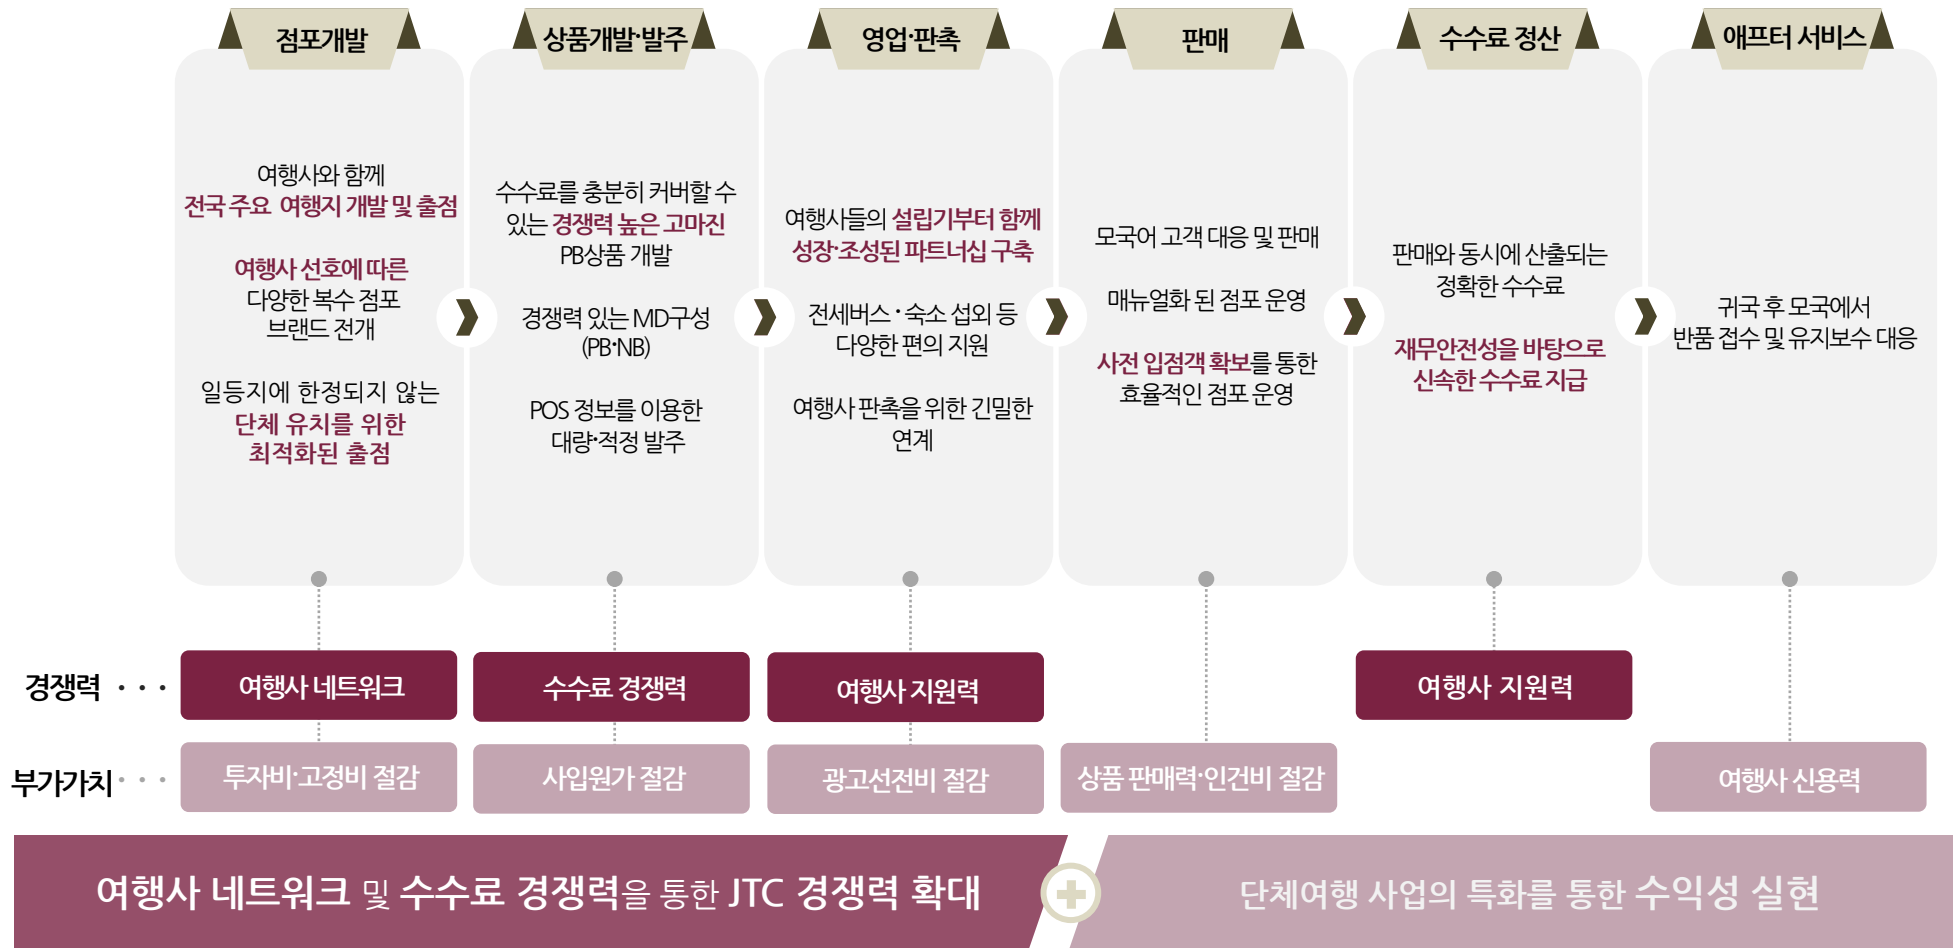 점포개발
여행사와 함께
전국 주요 여행지 개발 및 출점
여행사 선호에 따른
다양한 복수 점포
브랜드 전개
일등지에 한정되지 않는
단체 유치를 위한
최적화된 출점
상품개발·발주
수수료를 충분히 커버할 수
있는 경쟁력 높은 고마진
PB상품 개발
경쟁력 있는 MD구성
(PB·NB)
POS 정보를 이용한
대량·적정 발주
영업·판촉
여행사들의 설립기부터 함께
성장·조성된 파트너십 구축
전세버스·숙소 섭외 등
다양한 편의 지원
여행사 판촉을 위한 긴밀한
연계
판매
모국어 고객 대응 및 판매
매뉴얼화 된 점포 운영
사전 입점객 확보를 통한
효율적인 점포 운영
수수료 정산
판매와 동시에 산출되는
정확한 수수료
재무안전성을 바탕으로
신속한 수수료 지급
애프터 서비스
귀국 후 모국에서
반품 접수 및 유지보수 대응
경쟁력 · · ·
여행사 네트워크
수수료 경쟁력
여행사 지원력
여행사 지원력
부가가치 · · ·
투자비·고정비 절감
사입원가 절감
광고선전비 절감
상품 판매력·인건비 절감
여행사 신용력
여행사 네트워크 및 수수료 경쟁력을 통한 JTC 경쟁력 확대
단체여행 사업의 특화를 통한 수익성 실현